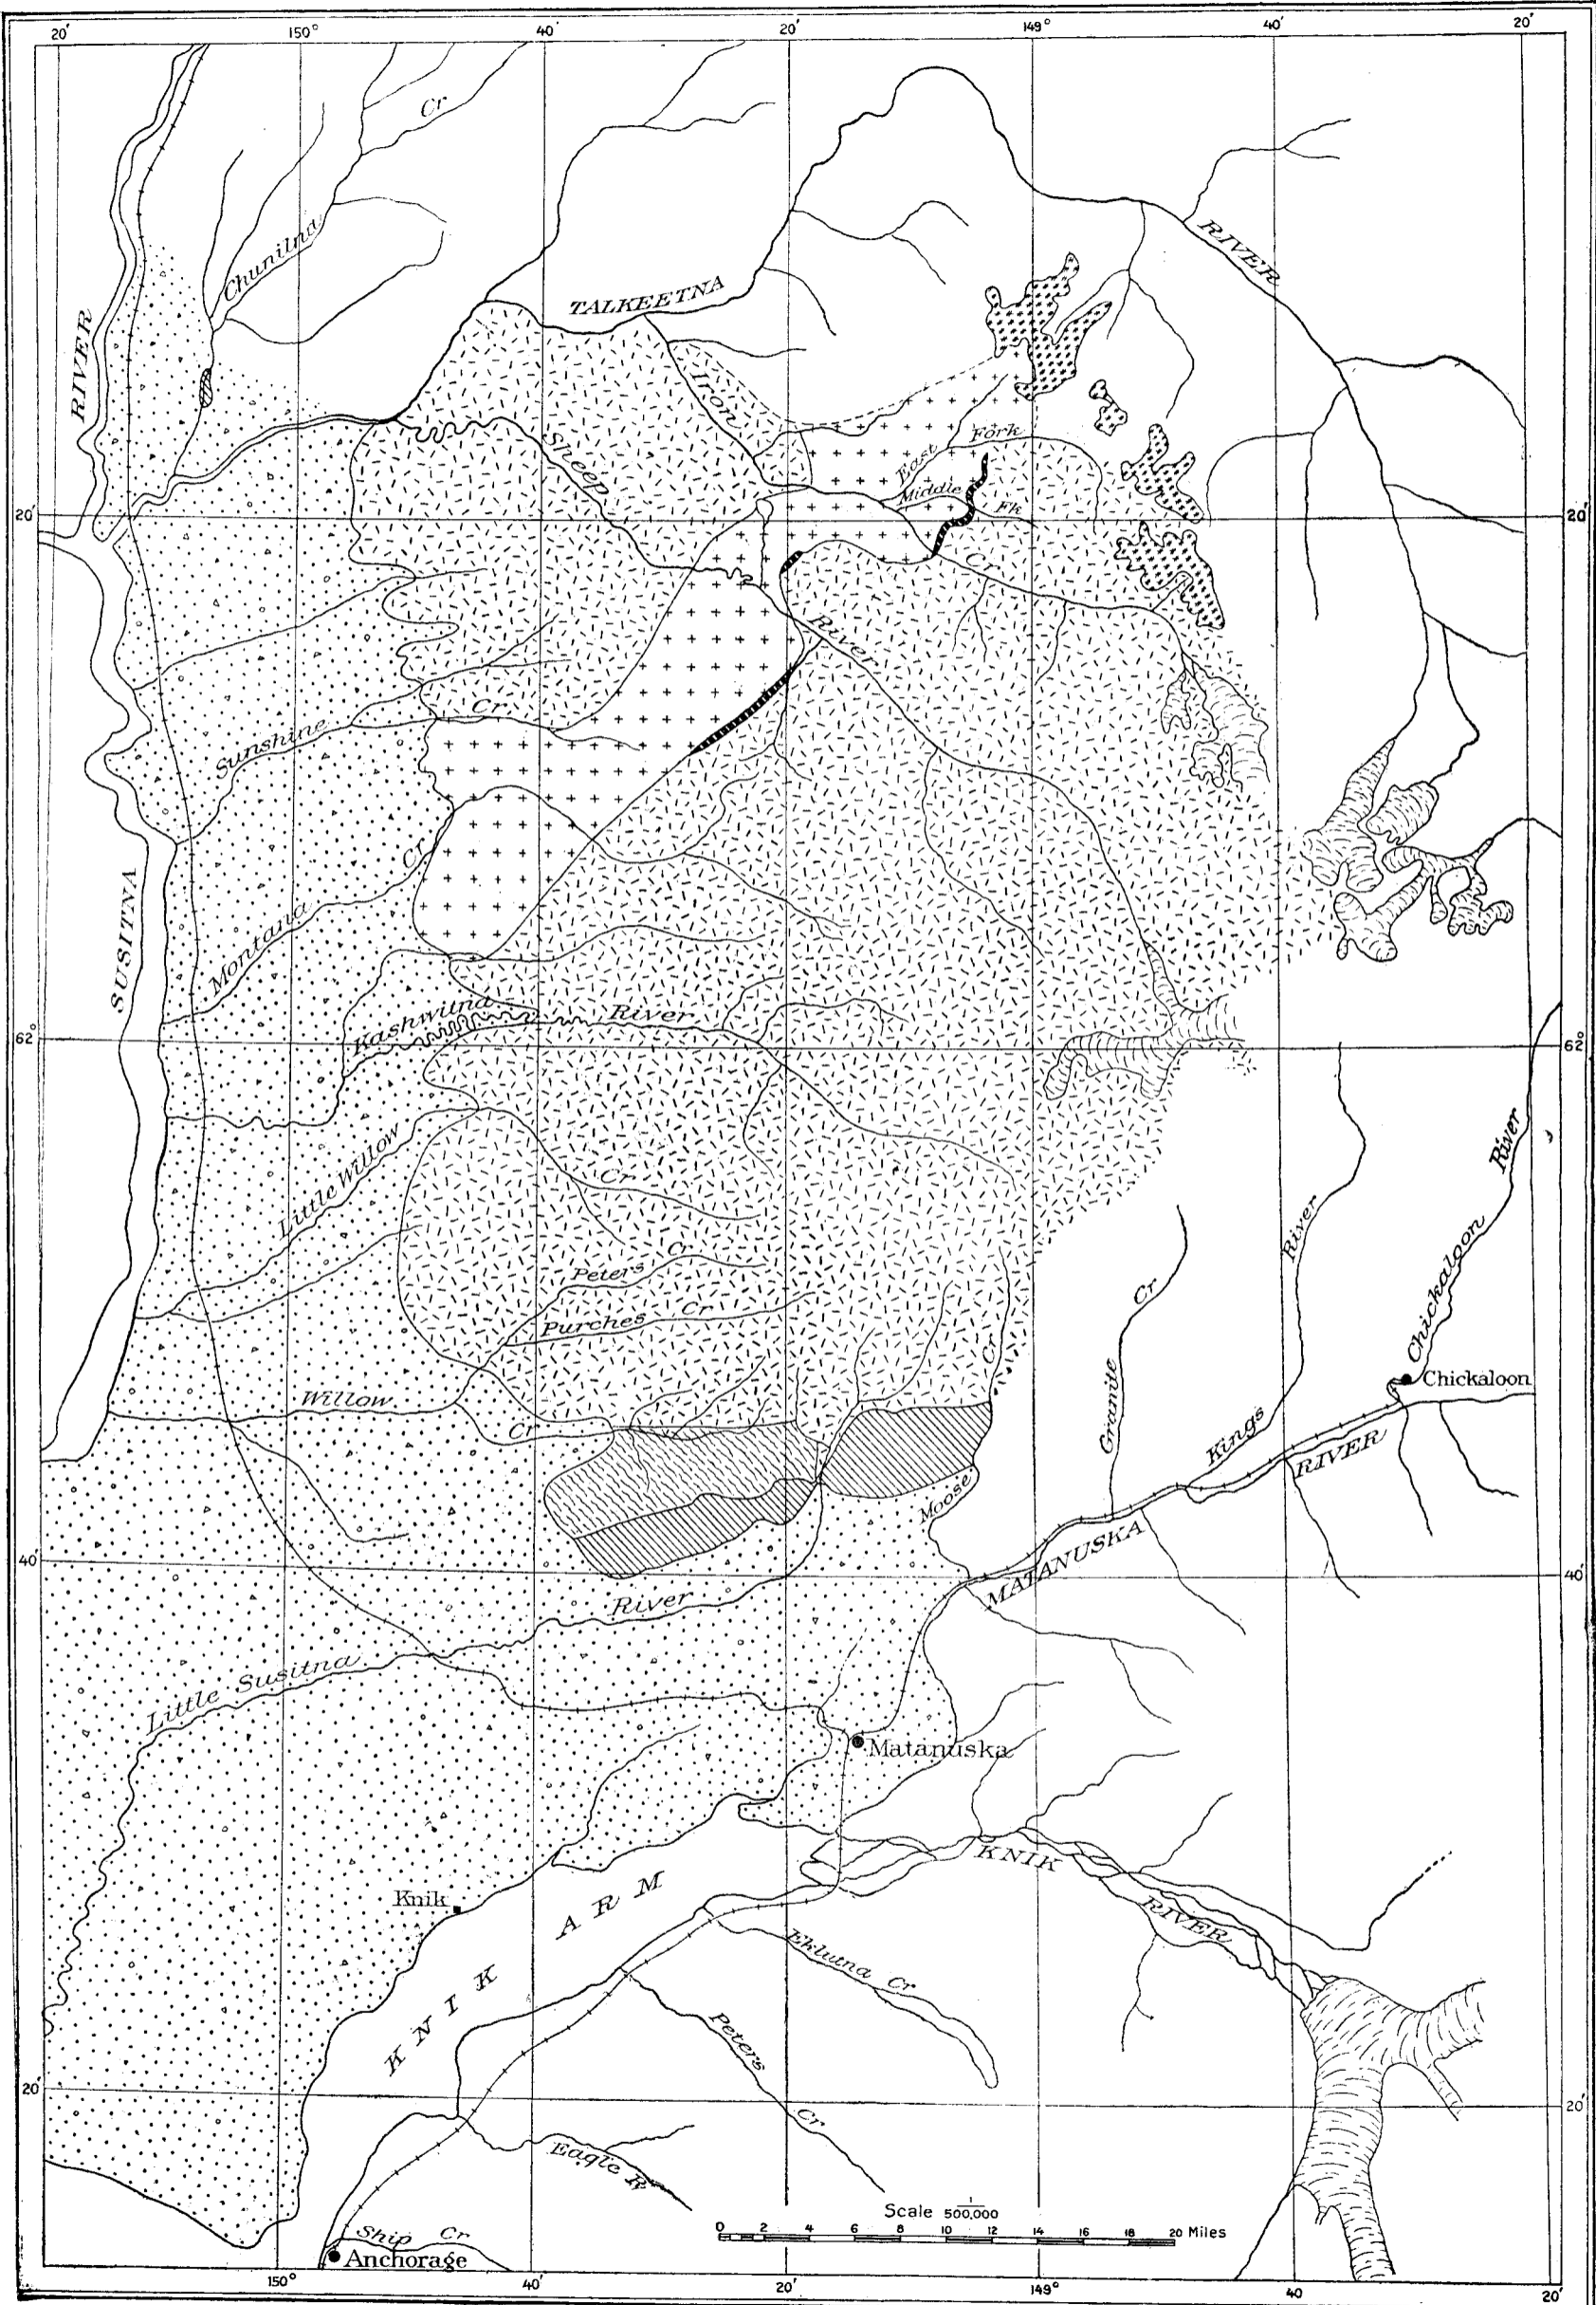 20′ 150° 40′ 20′ 149° 40′ 20′
Cr
Chunilna
RIVER
TALKEETNA
RIVER
Iron
Sheep
East Fork
Middle Fk
20′ 20′
Cr
River
Sunshine Cr
Cr
Montana
SUSITNA
Kashwitna River
62° 62°
Little Willow
Cr
River
River
Peters Cr
Purches Cr
Cr
Cr
Chickaloon
Granite
Willow
Cr
Chickaloon
Kings
RIVER
Moose
MATANUSKA
40′ 40′
River
Little Susitna
Matanuska
KNIK
RIVER
Knik
ARM
KNIK
Eklutna Cr
Peters
Cr
20′ 20′
Eagle R
Ship Cr
Anchorage
Scale 1/500,000
0 2 4 6 8 10 12 14 16 18 20 Miles
150° 40′ 20′ 149° 40 20′